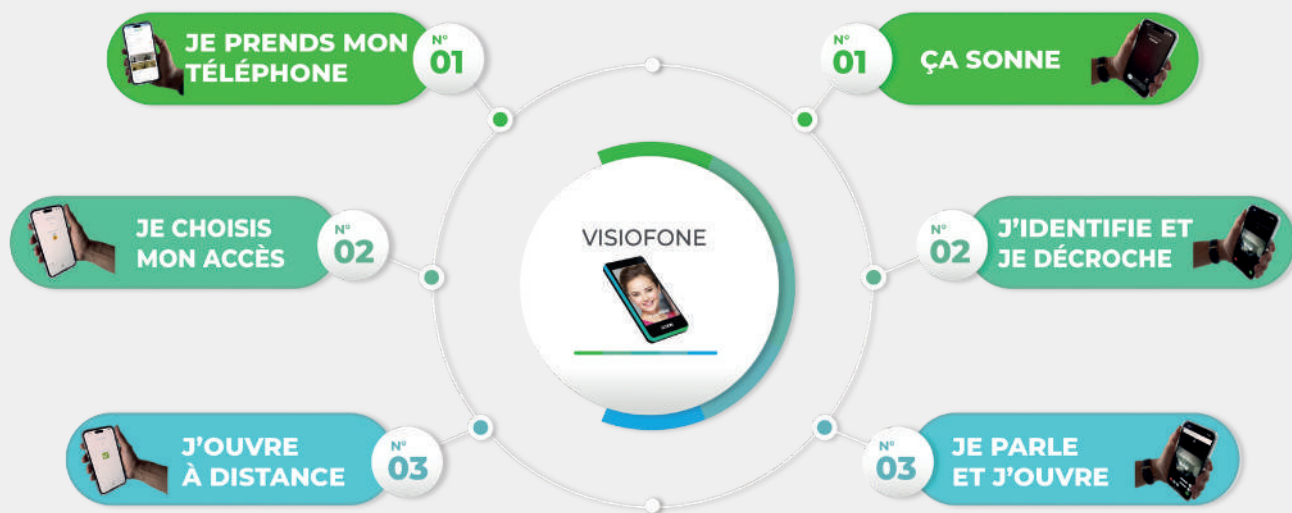 JE PRENDS MON
TÉLÉPHONE
N°
01
JE CHOISIS
MON ACCÈS
N°
02
J'OUVRE
À DISTANCE
N°
03
VISIOFONE
N°
01
ÇA SONNE
N°
02
J'IDENTIFIE ET
JE DÉCROCHE
N°
03
JE PARLE
ET J'OUVRE